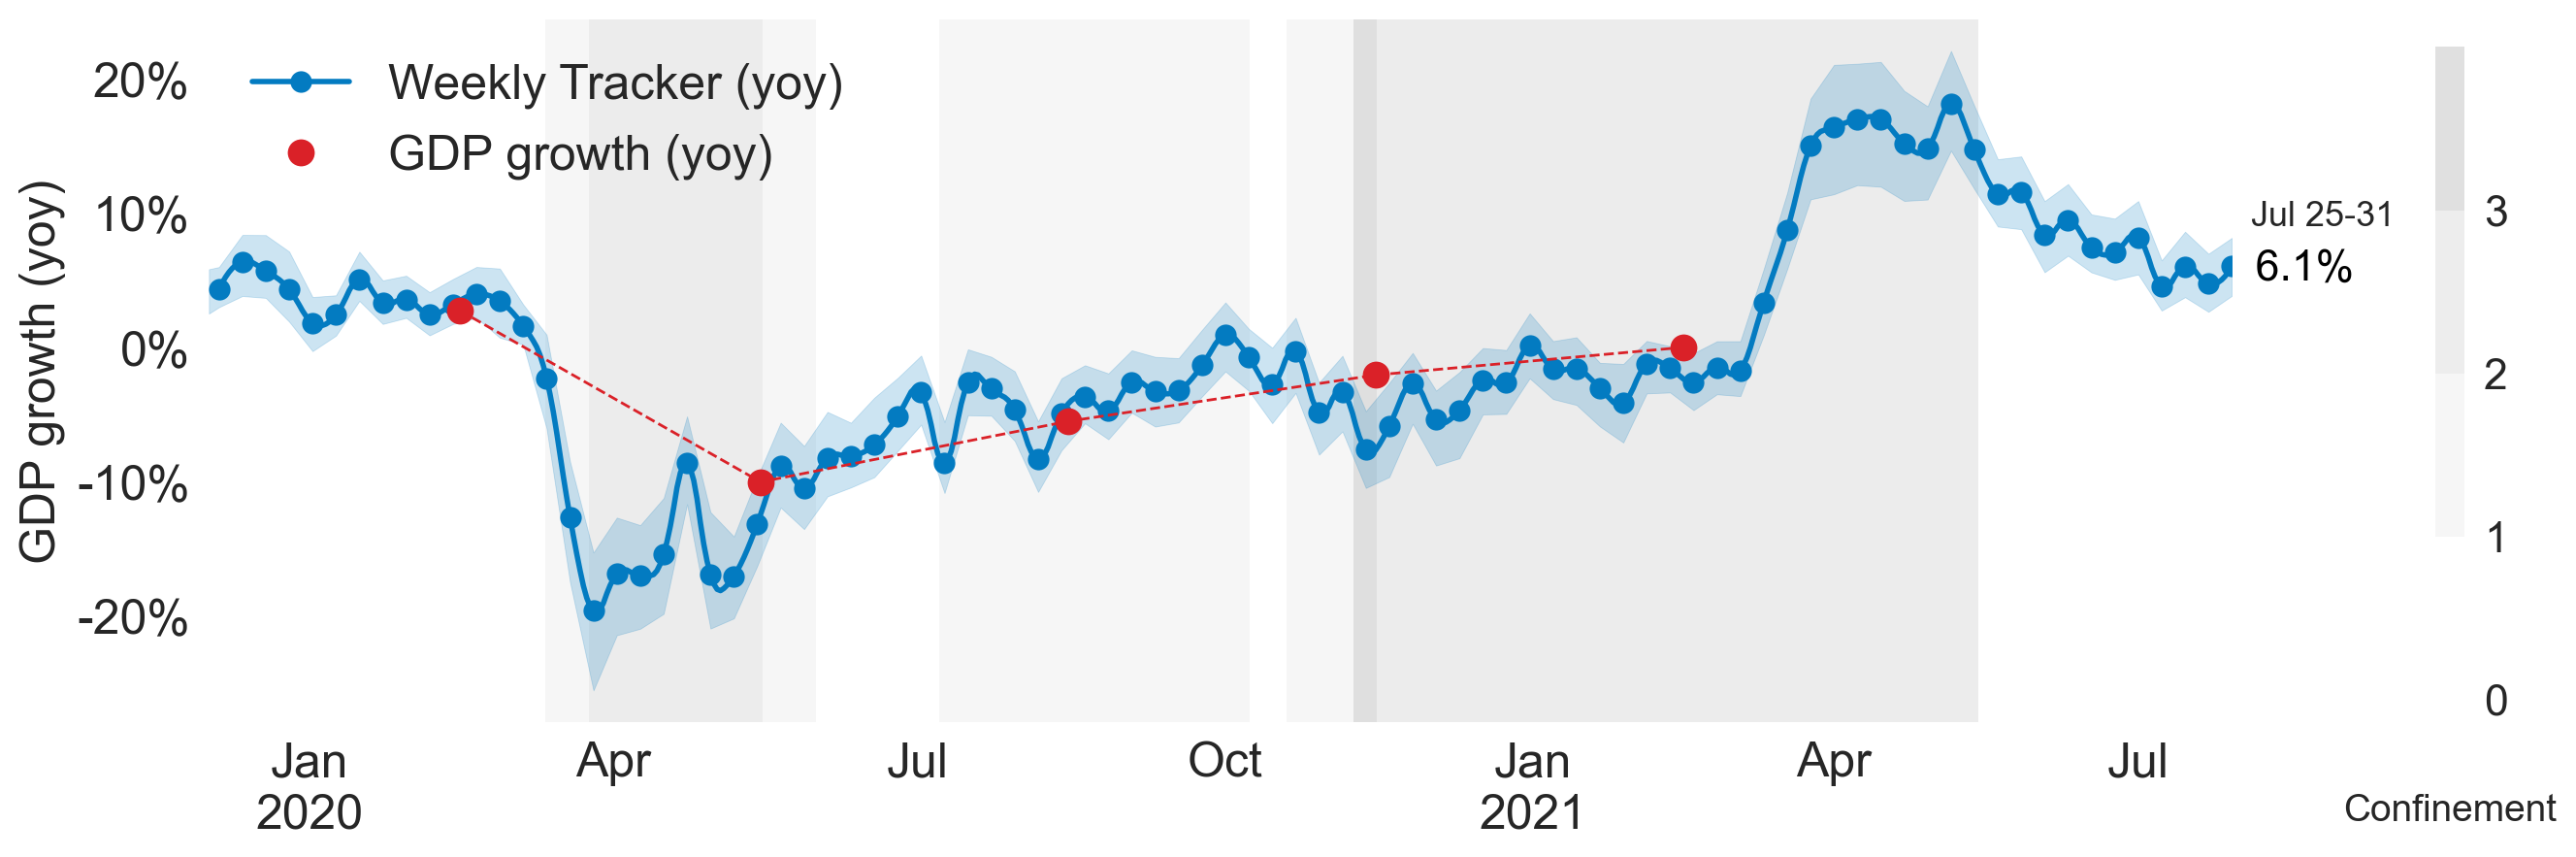 Weekly Tracker (yoy)
GDP growth (yoy)
GDP growth (yoy)
20%
10%
0%
-10%
-20%
Jan
2020
Apr
Jul
Oct
Jan
2021
Apr
Jul
Jul 25-31
6.1%
3
2
1
0
Confinement